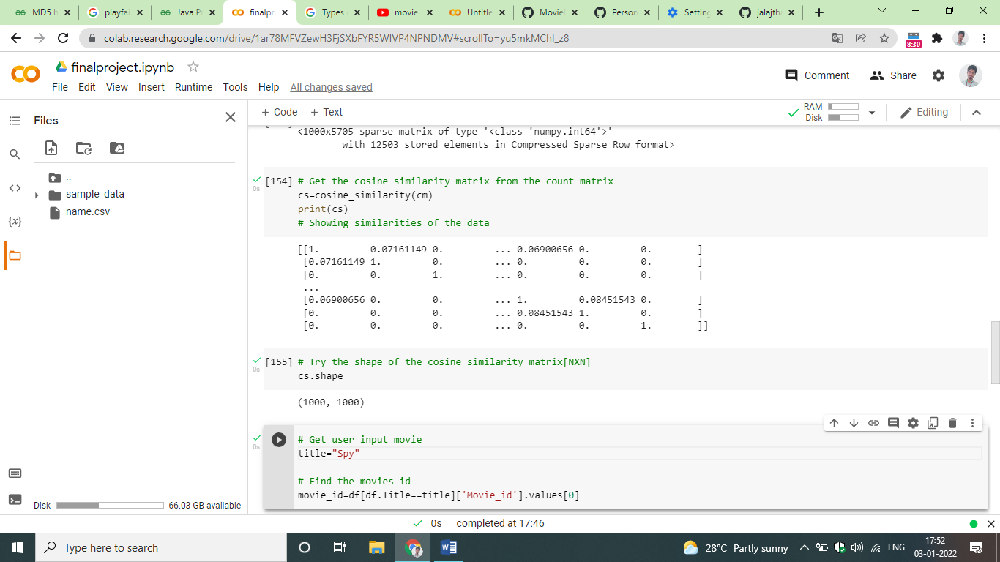 MD5 h
playfai
Java P
finalpr
Types
movie
Untitle
Moviel
Person
Setting
jalajth
colab.research.google.com/drive/1ar78MFVZewH3FjSXbFYR5WIVP4NPNDMV#scrollTo=yu5mkMChI_z8
8:30
finalproject.ipynb
File Edit View Insert Runtime Tools Help All changes saved
Comment Share
Files
+ Code + Text
RAM
Disk
Editing
..
sample_data
name.csv
<1000x5705 sparse matrix of type '<class 'numpy.int64'>'
with 12503 stored elements in Compressed Sparse Row format>
[154] # Get the cosine similarity matrix from the count matrix
0s cs=cosine_similarity(cm)
print(cs)
# Showing similarities of the data
[[1. 0.07161149 0. ... 0.06900656 0. 0. ]
[0.07161149 1. 0. ... 0. 0. 0. ]
[0. 0. 1. ... 0. 0. 0. ]
...
[0.06900656 0. 0. ... 1. 0.08451543 0. ]
[0. 0. 0. ... 0.08451543 1. 0. ]
[0. 0. 0. ... 0. 0. 1. ]]
[155] # Try the shape of the cosine similarity matrix[NXN]
0s cs.shape
(1000, 1000)
# Get user input movie
0s title="Spy"
# Find the movies id
movie_id=df[df.Title==title]['Movie_id'].values[0]
Disk 66.03 GB available
0s completed at 17:46
Type here to search
28°C Partly sunny
ENG
17:52
03-01-2022